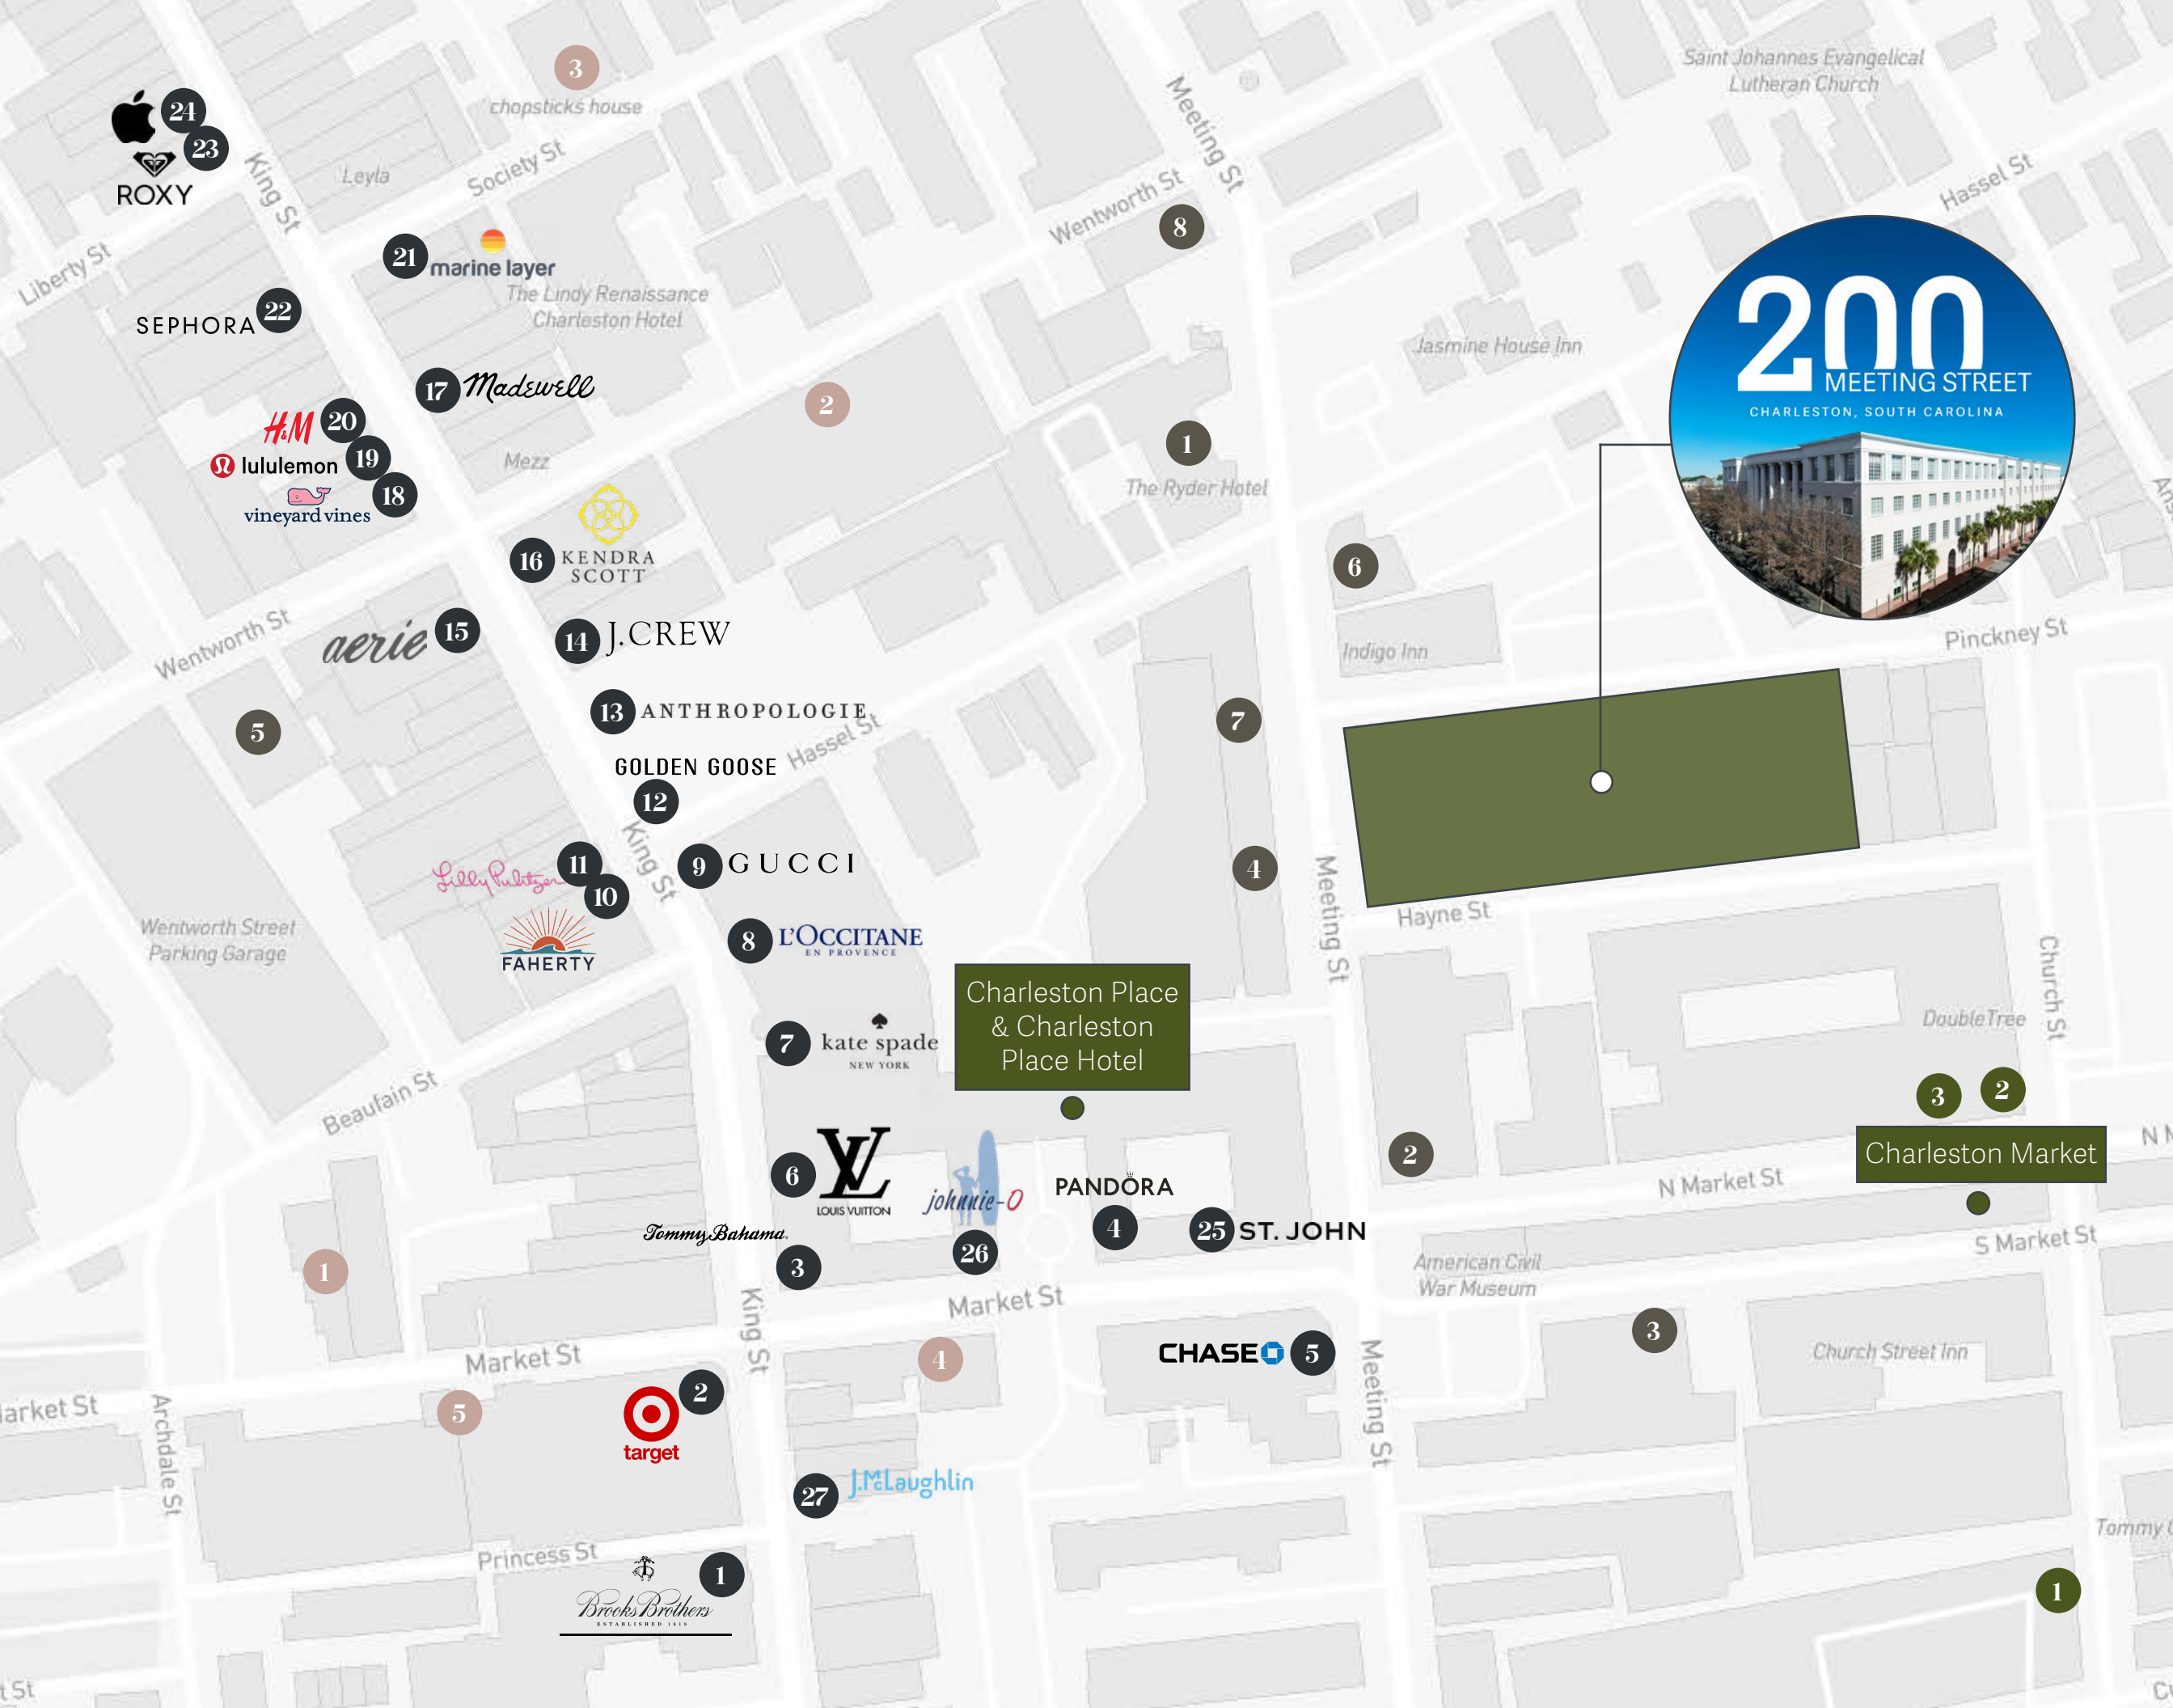 3
chopsticks house
Saint Johannes Evangelical
Lutheran Church
24
23
ROXY
King St
Leyla
Society St
Meeting St
Wentworth St
8
Hassel St
Liberty St
21
marine layer
The Lindy Renaissance
Charleston Hotel
SEPHORA
22
200
MEETING STREET
CHARLESTON, SOUTH CAROLINA
Jasmine House Inn
17
Madewell
2
H&M
20
lululemon
19
vineyard vines
18
Mezz
1
The Ryder Hotel
16
KENDRA
SCOTT
6
Indigo Inn
Pinckney St
Wentworth St
aerie
15
14
J.CREW
5
13
ANTHROPOLOGIE
Hassel St
GOLDEN GOOSE
12
7
King St
Lilly Pulitzer
11
10
FAHERTY
9
GUCCI
4
Meeting St
Hayne St
Wentworth Street
Parking Garage
8
L'OCCITANE
EN PROVENCE
Charleston Place
& Charleston
Place Hotel
DoubleTree
Church St
7
kate spade
NEW YORK
Beaufain St
3
2
Charleston Market
N M
6
LV
LOUIS VUITTON
johnnie-O
26
PANDORA
4
25
ST. JOHN
2
N Market St
S Market St
Tommy Bahama
3
1
American Civil
War Museum
Market St
King St
3
Market St
4
CHASE
5
Meeting St
Church Street Inn
arket St
Archdale St
5
target
2
27
J.McLaughlin
Tommy
Princess St
1
Brooks Brothers
ESTABLISHED 1818
1
t St